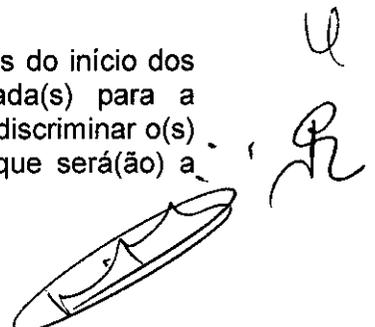 s do início dos
ada(s) para a
discriminar o(s)
que será(ão) a